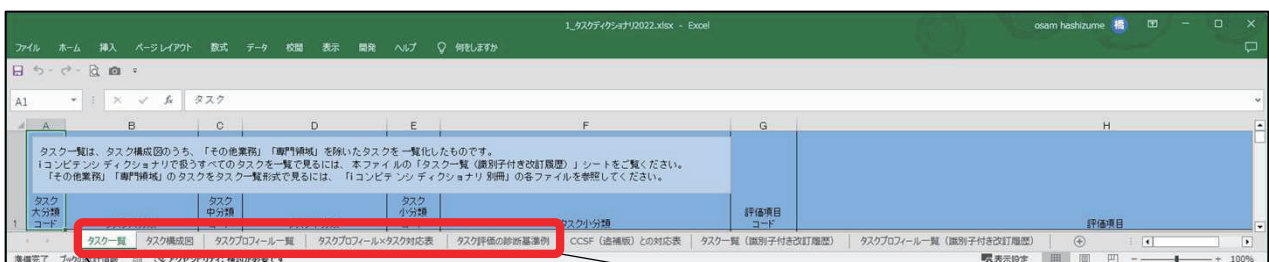 1_タスクディクショナリ2022.xlsx - Excel
osam hashizume 橋
ファイル ホーム 挿入 ページ レイアウト 数式 データ 校閲 表示 開発 ヘルプ 何をしますか
A1 fx タスク
A B C D E F G H
タスク一覧は、タスク構成図のうち、「その他業務」「専門領域」を除いたタスクを一覧化したものです。
iコンピテンシ ディクショナリで扱うすべてのタスクを一覧で見るには、本ファイルの「タスク一覧（識別子付き改訂履歴）」シートをご覧ください。
「その他業務」「専門領域」のタスクをタスク一覧形式で見るには、「iコンピテンシ ディクショナリ 別冊」の各ファイルを参照してください。
タスク
大分類
コード
タスク
中分類
タスク
小分類
タスク小分類
評価項目
コード
評価項目
1
タスク一覧 タスク構成図 タスクプロフィール一覧 タスクプロフィール×タスク対応表 タスク評価の診断基準例 CCSF（追補版）との対応表 タスク一覧（識別子付き改訂履歴） タスクプロフィール一覧（識別子付き改訂履歴）
準備完了 表示設定 100%